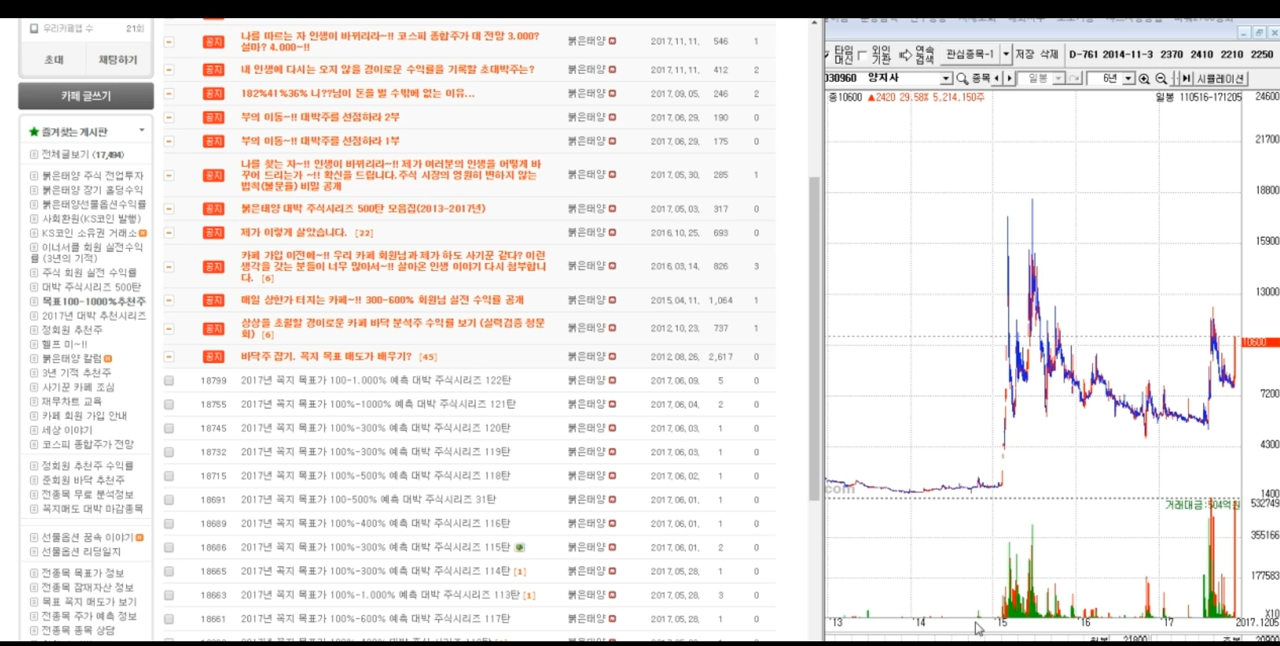 우리카페앱 수 21회
초대 채팅하기
카페 글쓰기
즐겨찾는 게시판
전체글보기 (17,494)
붉은태양 주식 전업투자
붉은태양 장기 홀딩수익
붉은태양선물옵션수익률
사회환원(KS코인 발행)
KS코인 소유권 거래소
이너서클 회원 실전수익률 (3년의 기적)
주식 회원 실전 수익률
대박 주식시리즈 500탄
목표100-1000%추천주
2017년 대박 추천시리즈
정회원 추천주
헬프 미~!!
붉은태양 칼럼
3년 기적 추천주
사기꾼 카페 조심
재무차트 교육
카페 회원 가입 안내
세상 이야기
코스피 종합주가 전망
정회원 추천주 수익률
준회원 바닥 추천주
전종목 무료 분석정보
꼭지매도 대박 마감종목
선물옵션 꿈속 이야기
선물옵션 리딩일지
전종목 목표가 정보
전종목 잠재자산 정보
목표 꼭지 매도가 보기
전종목 주가 예측 정보
전종목 종목 상담
공지 나를 따르는 자 인생이 바뀌리라~!! 코스피 종합주가 대 전망 3.000? 설마? 4.000~!! 붉은태양 2017.11.11. 546 1
공지 내 인생에 다시는 오지 않을 경이로운 수익률을 기록할 초대박주는? 붉은태양 2017.11.11. 412 2
공지 182%41%36% 니??님이 돈을 벌 수밖에 없는 이유... 붉은태양 2017.09.05. 246 2
공지 부의 이동~!! 대박주를 선점하라 2부 붉은태양 2017.06.29. 190 0
공지 부의 이동~!! 대박주를 선점하라 1부 붉은태양 2017.06.29. 175 0
공지 나를 찾는 자~!! 인생이 바뀌리라~!! 제가 여러분의 인생을 어떻게 바꾸어 드리는가 ~!! 확신을 드립니다.주식 시장의 영원히 변하지 않는 법칙(불문율) 비밀 공개 붉은태양 2017.05.30. 285 1
공지 붉은태양 대박 주식시리즈 500탄 모음집(2013-2017년) 붉은태양 2017.05.03. 317 0
공지 제가 이렇게 살았습니다. [22] 붉은태양 2016.10.25. 693 0
공지 카페 가입 이전에~!! 우리 카페 회원님과 제가 하도 사기꾼 같다? 이런 생각을 갖는 분들이 너무 많아서~!! 살아온 인생 이야기 다시 첨부합니다. [6] 붉은태양 2016.03.14. 826 3
공지 매일 상한가 터지는 카페~!! 300-600% 회원님 실전 수익률 공개 붉은태양 2015.04.11. 1,064 1
공지 상상을 초월할 경이로운 카페 바닥 분석주 수익률 보기 (실력검증 청문회) [6] 붉은태양 2012.10.23. 737 1
공지 바닥주 잡기. 꼭지 목표 매도가 배우기? [45] 붉은태양 2012.08.26. 2,617 0
18799 2017년 꼭지 목표가 100-1.000% 예측 대박 주식시리즈 122탄 붉은태양 2017.06.09. 5 0
18755 2017년 꼭지 목표가 100%-1000% 예측 대박 주식시리즈 121탄 붉은태양 2017.06.04. 2 0
18745 2017년 꼭지 목표가 100%-300% 예측 대박 주식시리즈 120탄 붉은태양 2017.06.03. 1 0
18732 2017년 꼭지 목표가 100%-300% 예측 대박 주식시리즈 119탄 붉은태양 2017.06.03. 1 0
18715 2017년 꼭지 목표가 100%-500% 예측 대박 주식시리즈 118탄 붉은태양 2017.06.02. 1 0
18691 2017년 꼭지 목표가 100-500% 예측 대박 주식시리즈 31탄 붉은태양 2017.06.01. 1 0
18689 2017년 꼭지 목표가 100%-400% 예측 대박 주식시리즈 116탄 붉은태양 2017.06.01. 1 0
18686 2017년 꼭지 목표가 100%-300% 예측 대박 주식시리즈 115탄 붉은태양 2017.06.01. 2 0
18665 2017년 꼭지 목표가 100%-300% 예측 대박 주식시리즈 114탄 [1] 붉은태양 2017.05.28. 1 0
18663 2017년 꼭지 목표가 100%-1.000% 예측 대박 주식시리즈 113탄 [1] 붉은태양 2017.05.28. 3 0
18661 2017년 꼭지 목표가 100%-600% 예측 대박 주식시리즈 117탄 붉은태양 2017.05.28. 1 0
타임 대신 외인 기관 연속 검색 관심종목-1 저장 삭제 D-761 2014-11-3 2370 2410 2210 2250
030960 양지사 종목 일봉 6년 시뮬레이션
종10600 ▲2420 29.58% 5,214,150주 일봉 110516-171205
24600
21700
18800
15900
13000
10600
7200
4300
1400
com
거래대금:504억원
532749
355166
177583
X10
'13 '14 '15 '16 '17 2017.1205
21800
20900